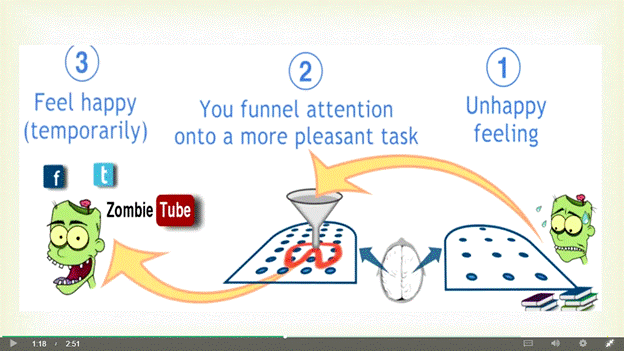 3
Feel happy
(temporarily)
2
You funnel attention
onto a more pleasant task
1
Unhappy
feeling
f
t
Zombie Tube
1:18 / 2:51